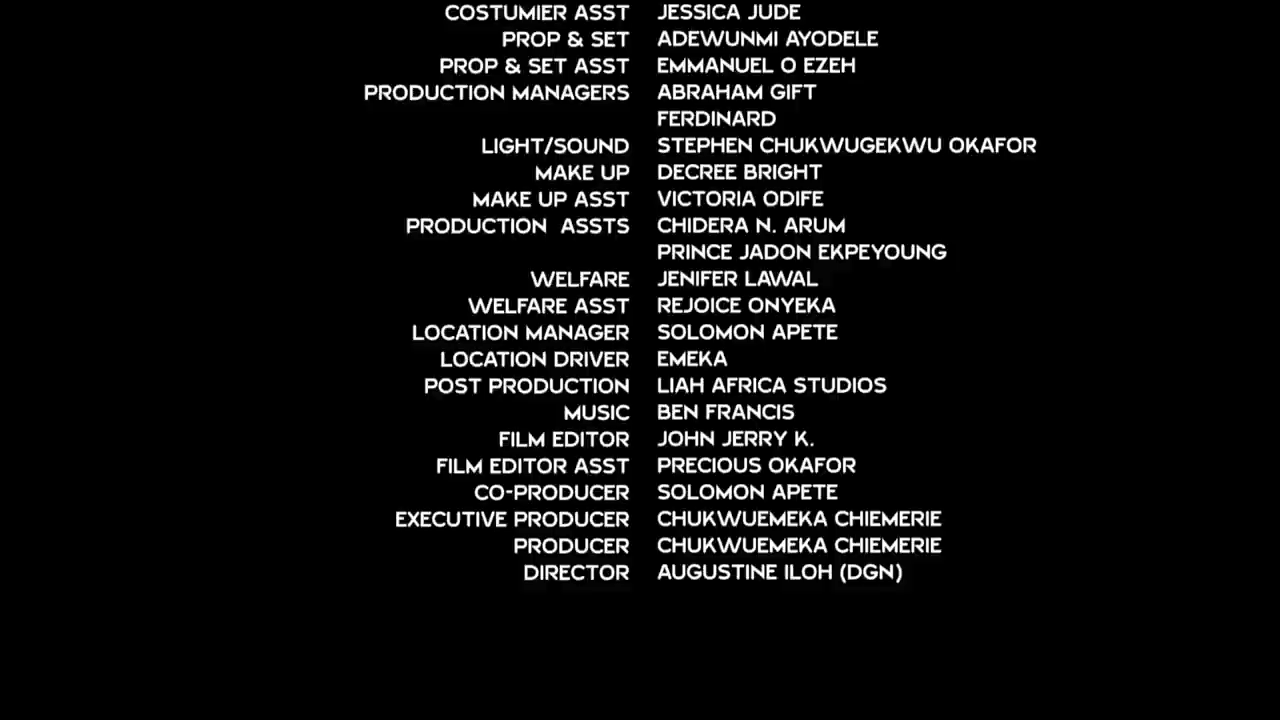 COSTUMIER ASST JESSICA JUDE
PROP & SET ADEWUNMI AYODELE
PROP & SET ASST EMMANUEL O EZEH
PRODUCTION MANAGERS ABRAHAM GIFT
FERDINARD
LIGHT/SOUND STEPHEN CHUKWUGEKWU OKAFOR
MAKE UP DECREE BRIGHT
MAKE UP ASST VICTORIA ODIFE
PRODUCTION ASSTS CHIDERA N. ARUM
PRINCE JADON EKPEYOUNG
WELFARE JENIFER LAWAL
WELFARE ASST REJOICE ONYEKA
LOCATION MANAGER SOLOMON APETE
LOCATION DRIVER EMEKA
POST PRODUCTION LIAH AFRICA STUDIOS
MUSIC BEN FRANCIS
FILM EDITOR JOHN JERRY K.
FILM EDITOR ASST PRECIOUS OKAFOR
CO-PRODUCER SOLOMON APETE
EXECUTIVE PRODUCER CHUKWUEMEKA CHIEMERIE
PRODUCER CHUKWUEMEKA CHIEMERIE
DIRECTOR AUGUSTINE ILOH (DGN)